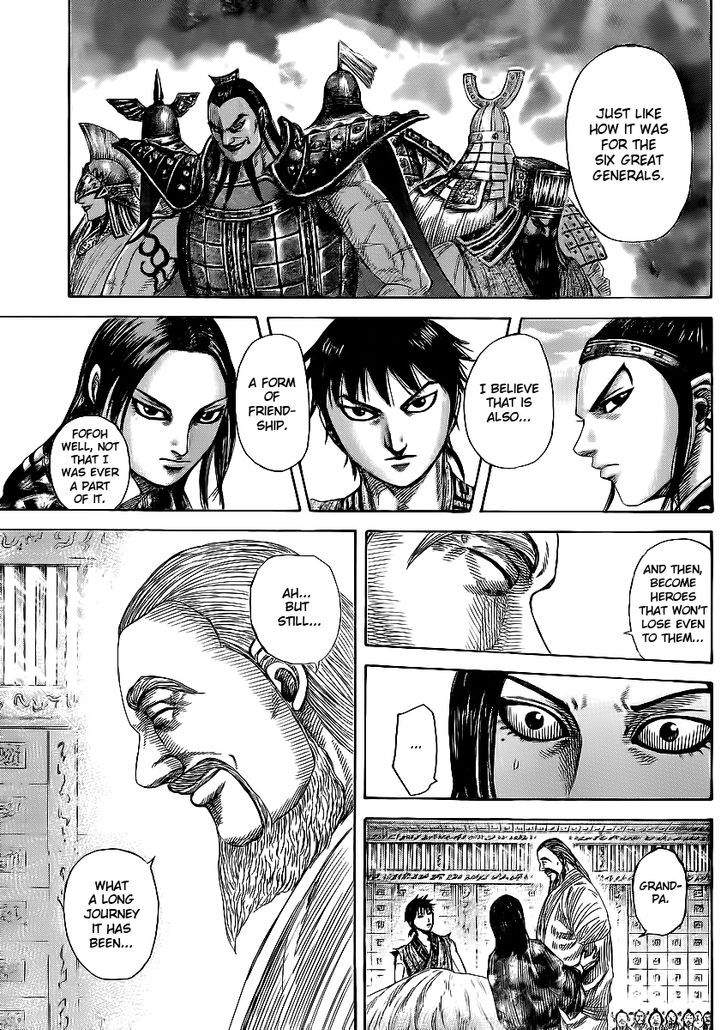 JUST LIKE
HOW IT WAS
FOR THE
SIX GREAT
GENERALS.
I BELIEVE
THAT IS
ALSO...
A FORM
OF
FRIEND-
SHIP.
FOFOH
WELL, NOT
THAT I
WAS EVER
A PART
OF IT.
AND THEN,
BECOME
HEROES
THAT WON'T
LOSE EVEN
TO THEM...
...
GRAND-
PA.
AH...
BUT
STILL...
WHAT
A LONG
JOURNEY
IT HAS
BEEN...